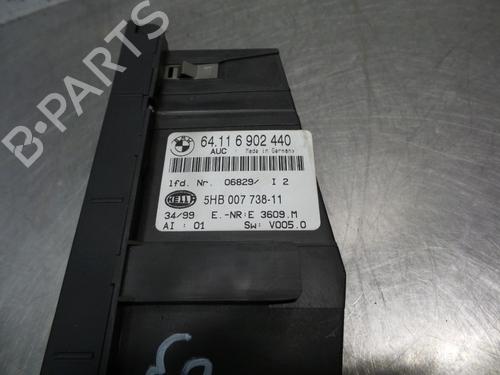 BMW
64.11 6 902 440
AUC Made in Germany
lfd. Nr. 06829/ I 2
HELLA
5HB 007 738-11
34/99 E.-NR:E 3609.M
AI : 01 SW: V005.0
B-PARTS